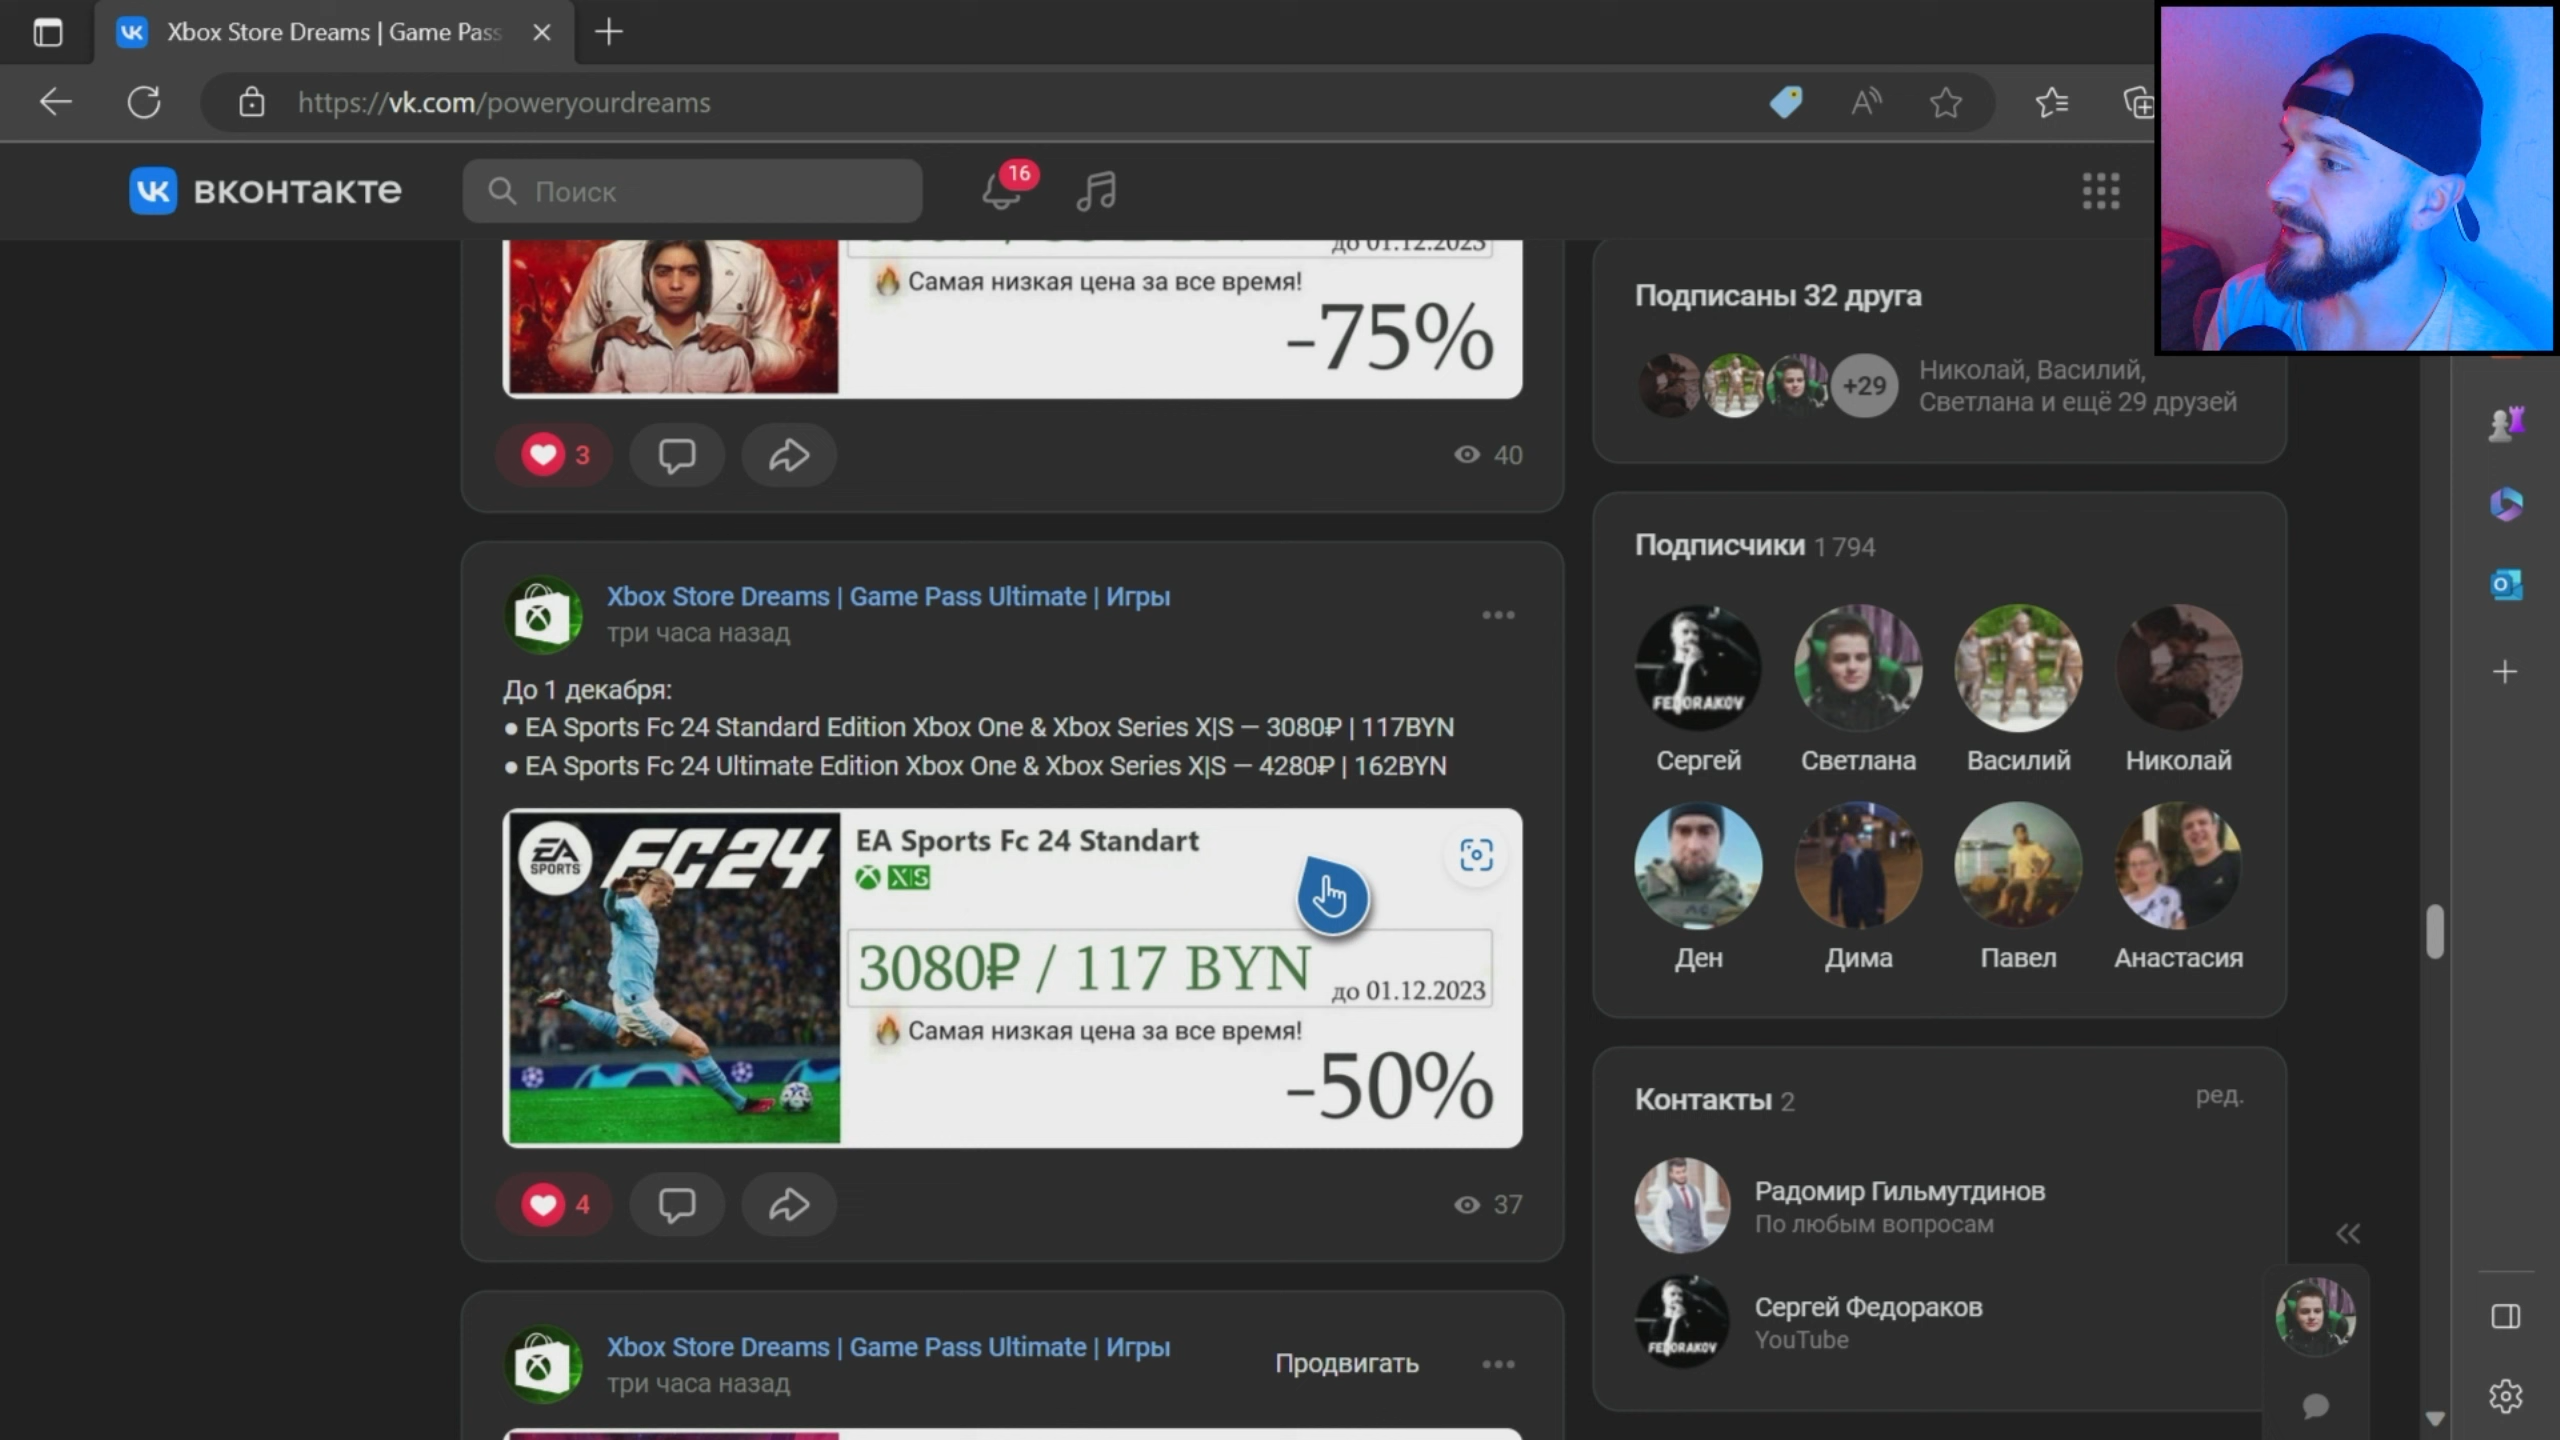 Xbox Store Dreams | Game Pass
https://vk.com/poweryourdreams
вконтакте
Поиск
16
до 01.12.2023
🔥 Самая низкая цена за все время!
-75%
3
40
Xbox Store Dreams | Game Pass Ultimate | Игры
три часа назад
До 1 декабря:
● EA Sports Fc 24 Standard Edition Xbox One & Xbox Series X|S — 3080₽ | 117BYN
● EA Sports Fc 24 Ultimate Edition Xbox One & Xbox Series X|S — 4280₽ | 162BYN
EA SPORTS
FC24
EA Sports Fc 24 Standart
X|S
3080₽ / 117 BYN
до 01.12.2023
🔥 Самая низкая цена за все время!
-50%
4
37
Xbox Store Dreams | Game Pass Ultimate | Игры
три часа назад
Продвигать
Подписаны 32 друга
+29
Николай, Василий,
Светлана и ещё 29 друзей
Подписчики 1 794
FEDORAKOV
Сергей
Светлана
Василий
Николай
Ден
Дима
Павел
Анастасия
Контакты 2
ред.
Радомир Гильмутдинов
По любым вопросам
FEDORAKOV
Сергей Федораков
YouTube